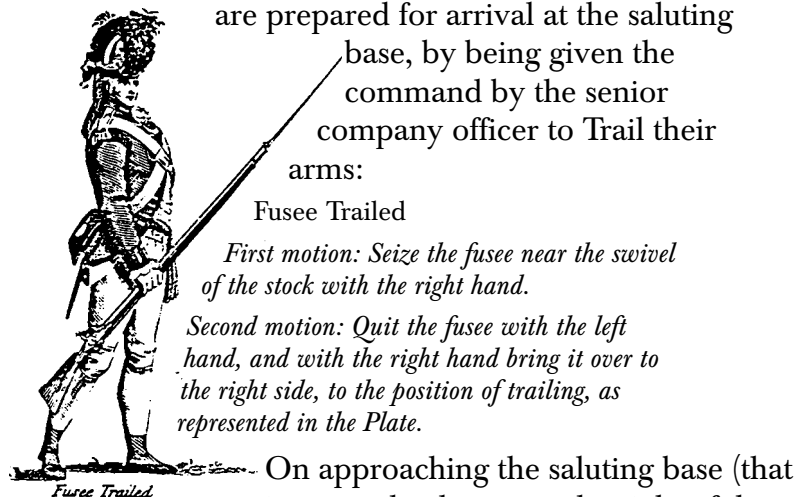 are prepared for arrival at the saluting
base, by being given the
command by the senior
company officer to Trail their
arms:
Fusee Trailed
First motion: Seize the fusee near the swivel
of the stock with the right hand.
Second motion: Quit the fusee with the left
hand, and with the right hand bring it over to
the right side, to the position of trailing, as
represented in the Plate.
On approaching the saluting base (that
Fusee Trailed